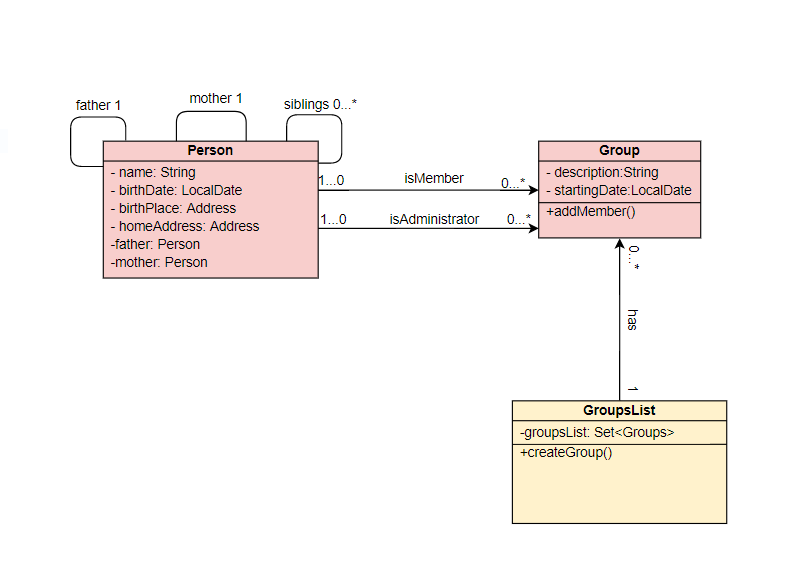 father 1
mother 1
siblings 0...*
Person
- name: String
- birthDate: LocalDate
- birthPlace: Address
- homeAddress: Address
-father: Person
-mother: Person
1...0
isMember
0...*
1...0
isAdministrator
0...*
Group
- description:String
- startingDate:LocalDate
+addMember()
0...*
has
1
GroupsList
-groupsList: Set<Groups>
+createGroup()